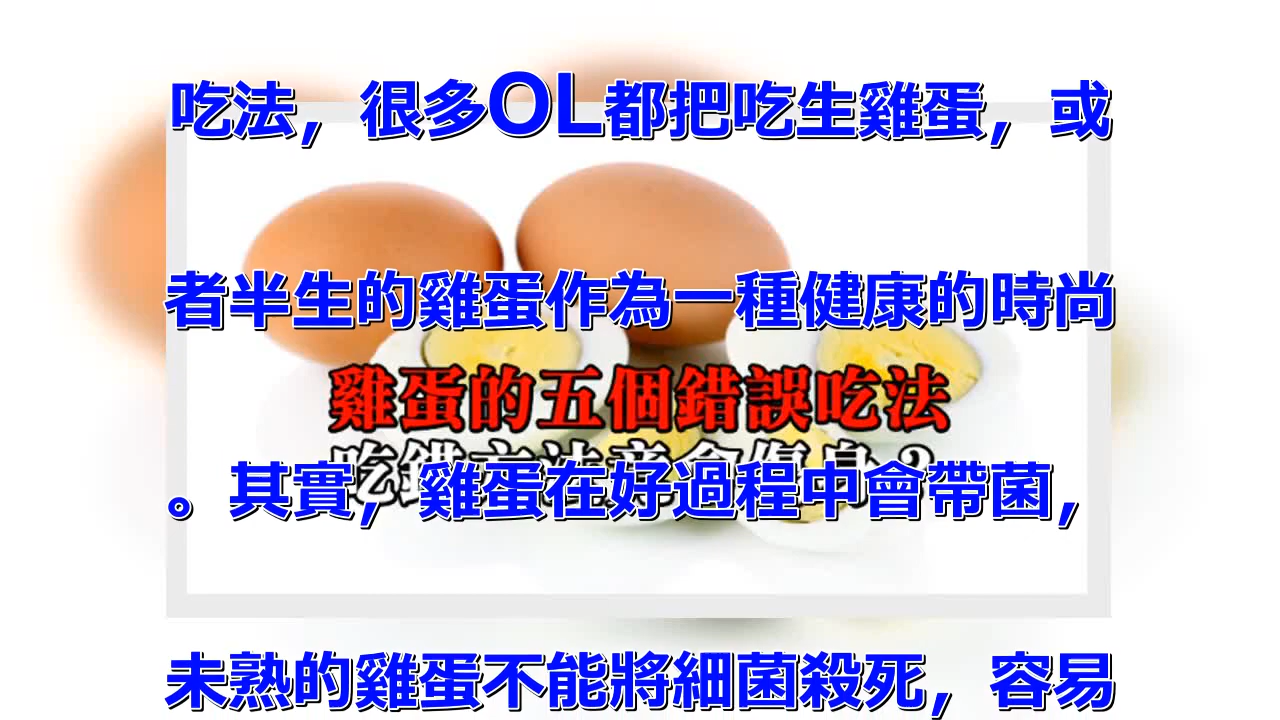 吃法，很多OL都把吃生雞蛋，或
者半生的雞蛋作為一種健康的時尚
雞蛋的五個錯誤吃法
。其實，雞蛋在好過程中會帶菌，
未熟的雞蛋不能將細菌殺死，容易